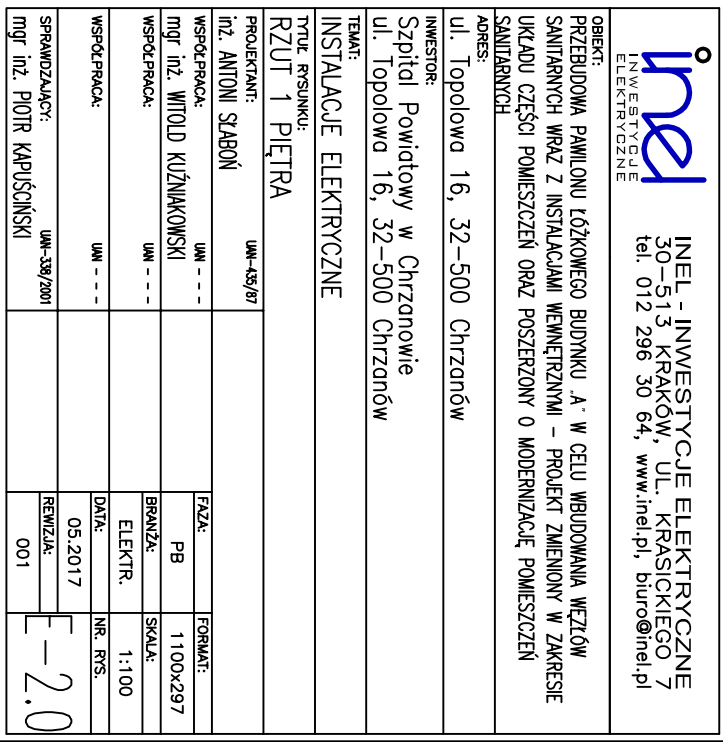 inel
INWESTYCJE
ELEKTRYCZNE
INEL - INWESTYCJE ELEKTRYCZNE
30-513 KRAKÓW, UL. KRASICKIEGO 7
tel. 012 296 30 64, www.inel.pl, biuro@inel.pl
OBIEKT:
PRZEBUDOWA PAWILONU ŁÓŻKOWEGO BUDYNKU „A" W CELU WBUDOWANIA WĘZŁÓW
SANITARNYCH WRAZ Z INSTALACJAMI WEWNĘTRZNYMI - PROJEKT ZMIENIONY W ZAKRESIE
UKŁADU CZĘŚCI POMIESZCZEŃ ORAZ POSZERZONY O MODERNIZACJĘ POMIESZCZEŃ
SANITARNYCH
ADRES:
ul. Topolowa 16, 32-500 Chrzanów
INWESTOR:
Szpital Powiatowy w Chrzanowie
ul. Topolowa 16, 32-500 Chrzanów
TEMAT:
INSTALACJE ELEKTRYCZNE
TYTUŁ RYSUNKU:
RZUT 1 PIĘTRA
PROJEKTANT: UAN-435/87
inż. ANTONI SŁABOŃ
WSPÓŁPRACA: UAN - - -
mgr inż. WITOLD KUŹNIAKOWSKI
WSPÓŁPRACA: UAN - - -
SPRAWDZAJĄCY: UAN-338/2001
mgr inż. PIOTR KAPUŚCIŃSKI
FAZA: FORMAT:
PB 1100x297
BRANŻA: SKALA:
ELEKTR. 1:100
DATA: NR. RYS.
05.2017
REWIZJA:
001
E-2.0